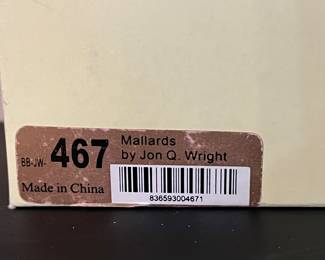 BB-JW- 467 Mallards
by Jon Q. Wright
Made in China
836593004671